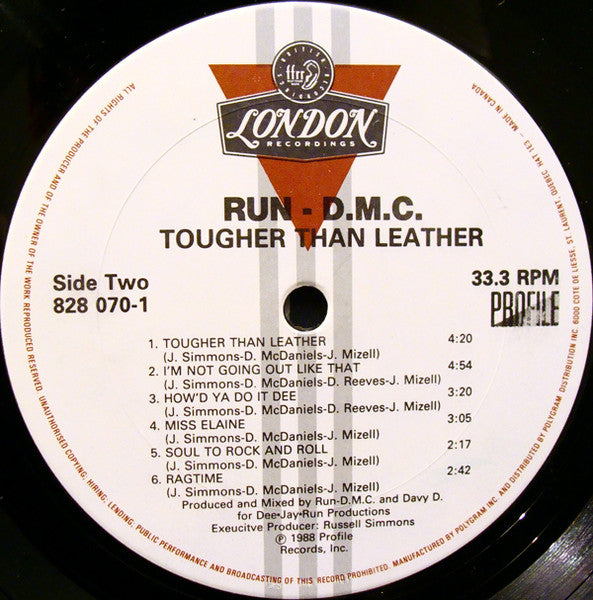 BRITISH
ffrr
LONDON
RECORDINGS
RUN - D.M.C.
TOUGHER THAN LEATHER
Side Two
828 070-1
33.3 RPM
PROFILE
1. TOUGHER THAN LEATHER 4:20
(J. Simmons-D. McDaniels-J. Mizell)
2. I'M NOT GOING OUT LIKE THAT 4:54
(J. Simmons-D. McDaniels-D. Reeves-J. Mizell)
3. HOW'D YA DO IT DEE 3:20
(J. Simmons-D. McDaniels-D. Reeves-J. Mizell)
4. MISS ELAINE 3:05
(J. Simmons-D. McDaniels-J. Mizell)
5. SOUL TO ROCK AND ROLL 2:17
(J. Simmons-D. McDaniels-J. Mizell)
6. RAGTIME 2:42
(J. Simmons-D. McDaniels-J. Mizell)
Produced and Mixed by Run-D.M.C. and Davy D.
for Dee•Jay•Run Productions
Exeucitve Producer: Russell Simmons
℗ 1988 Profile
Records, Inc.
ALL RIGHTS OF THE PRODUCER AND OF THE OWNER OF THE WORK REPRODUCED RESERVED. UNAUTHORISED COPYING, HIRING, LENDING, PUBLIC PERFORMANCE AND BROADCASTING OF THIS RECORD PROHIBITED. MANUFACTURED BY POLYGRAM INC. AND DISTRIBUTED BY POLYGRAM DISTRIBUTION INC. 6000 COTE DE LIESSE, ST. LAURENT, QUEBEC H4T 1E3 - MADE IN CANADA